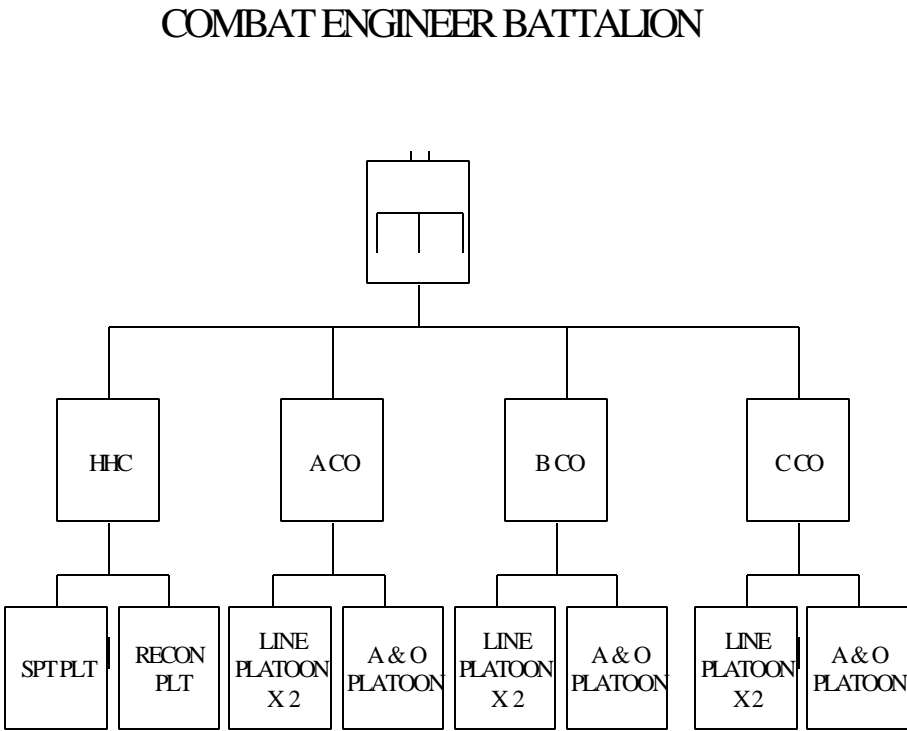 COMBAT ENGINEER BATTALION
HHC
A CO
B CO
C CO
SPT PLT
RECON
PLT
LINE
PLATOON
X 2
A & O
PLATOON
LINE
PLATOON
X 2
A & O
PLATOON
LINE
PLATOON
X 2
A & O
PLATOON